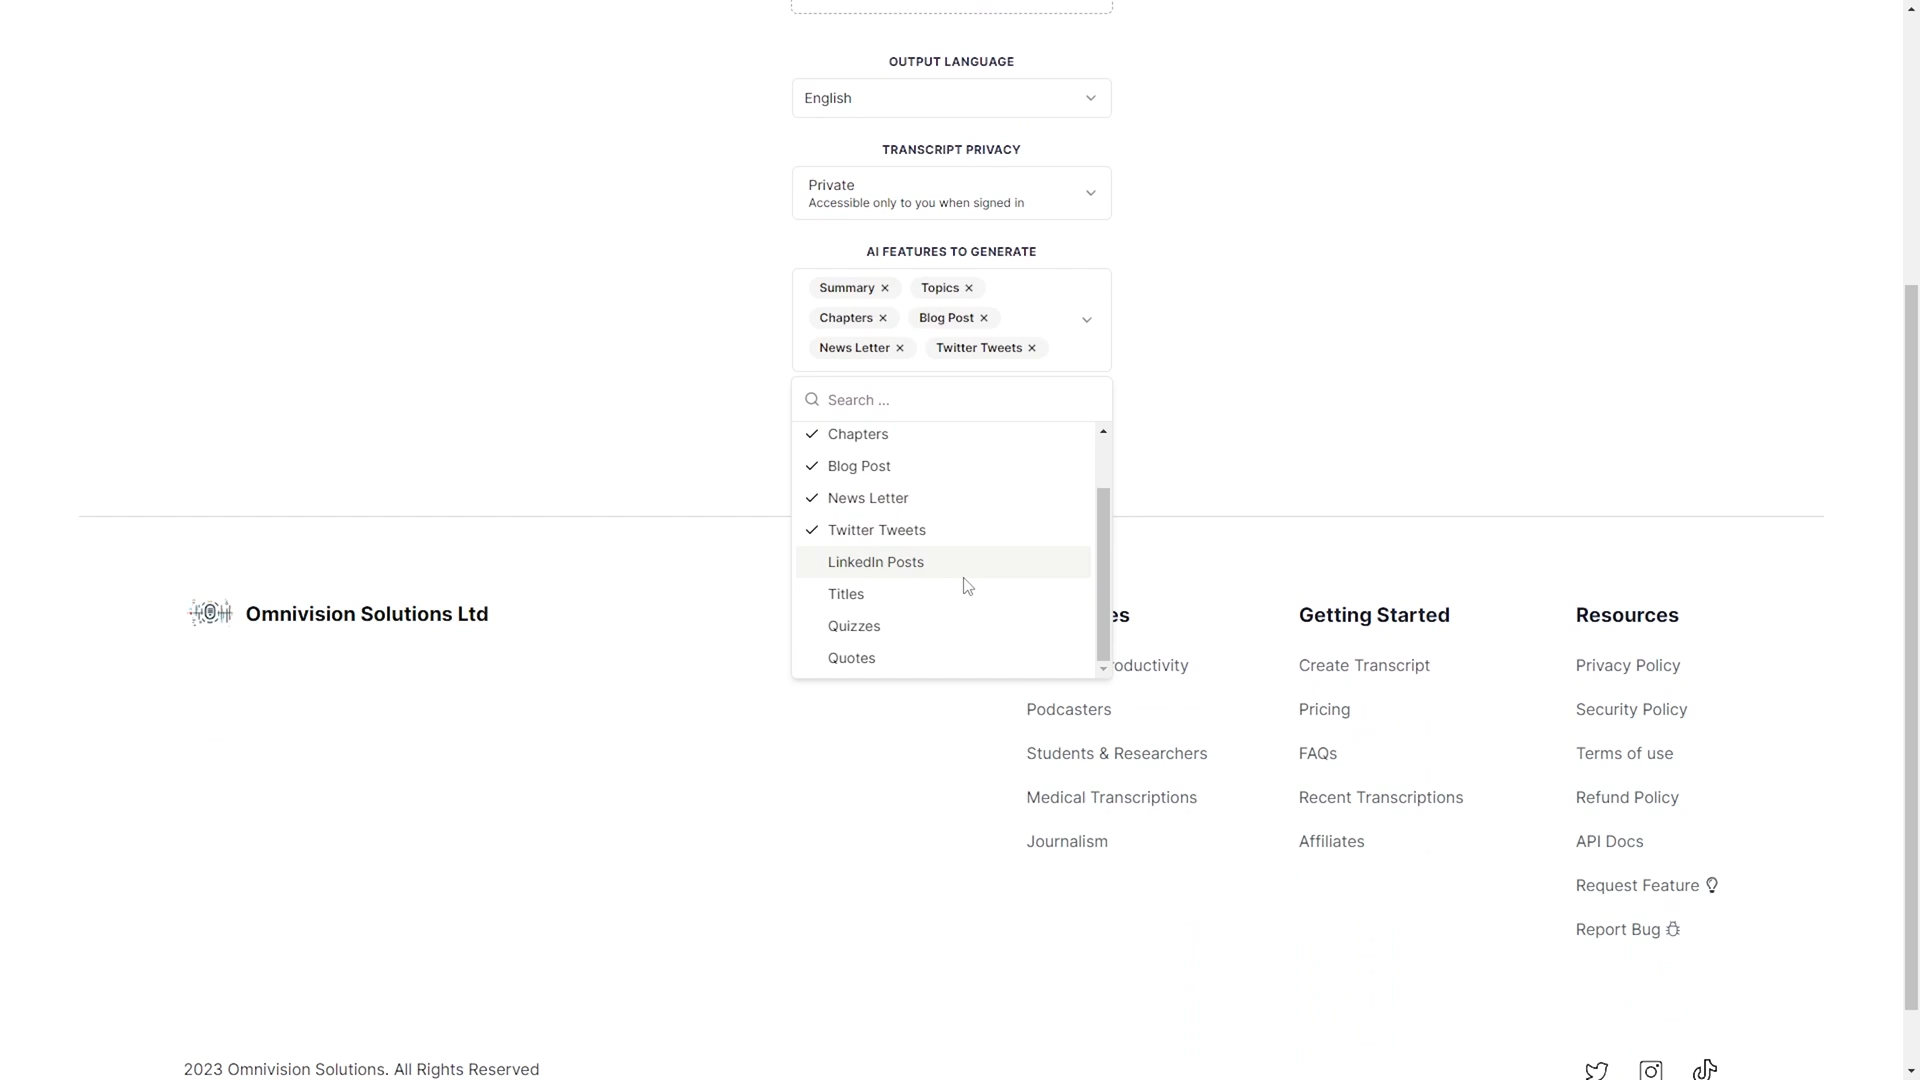 OUTPUT LANGUAGE
English
TRANSCRIPT PRIVACY
Private
Accessible only to you when signed in
AI FEATURES TO GENERATE
Summary × Topics ×
Chapters × Blog Post ×
News Letter × Twitter Tweets ×
Search ...
Chapters
Blog Post
News Letter
Twitter Tweets
LinkedIn Posts
Titles
Quizzes
Quotes
Omnivision Solutions Ltd
Podcasters
Students & Researchers
Medical Transcriptions
Journalism
Getting Started
Create Transcript
Pricing
FAQs
Recent Transcriptions
Affiliates
Resources
Privacy Policy
Security Policy
Terms of use
Refund Policy
API Docs
Request Feature
Report Bug
2023 Omnivision Solutions. All Rights Reserved